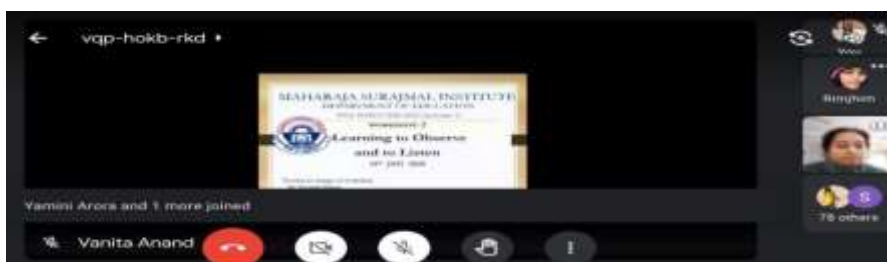 vqp-hokb-rkd
MAHARAJA SURAJMAL INSTITUTE
DEPARTMENT OF EDUCATION
Learning to Observe
and to Listen
Yamini Arora and 1 more joined
Vanita Anand
You
78 others